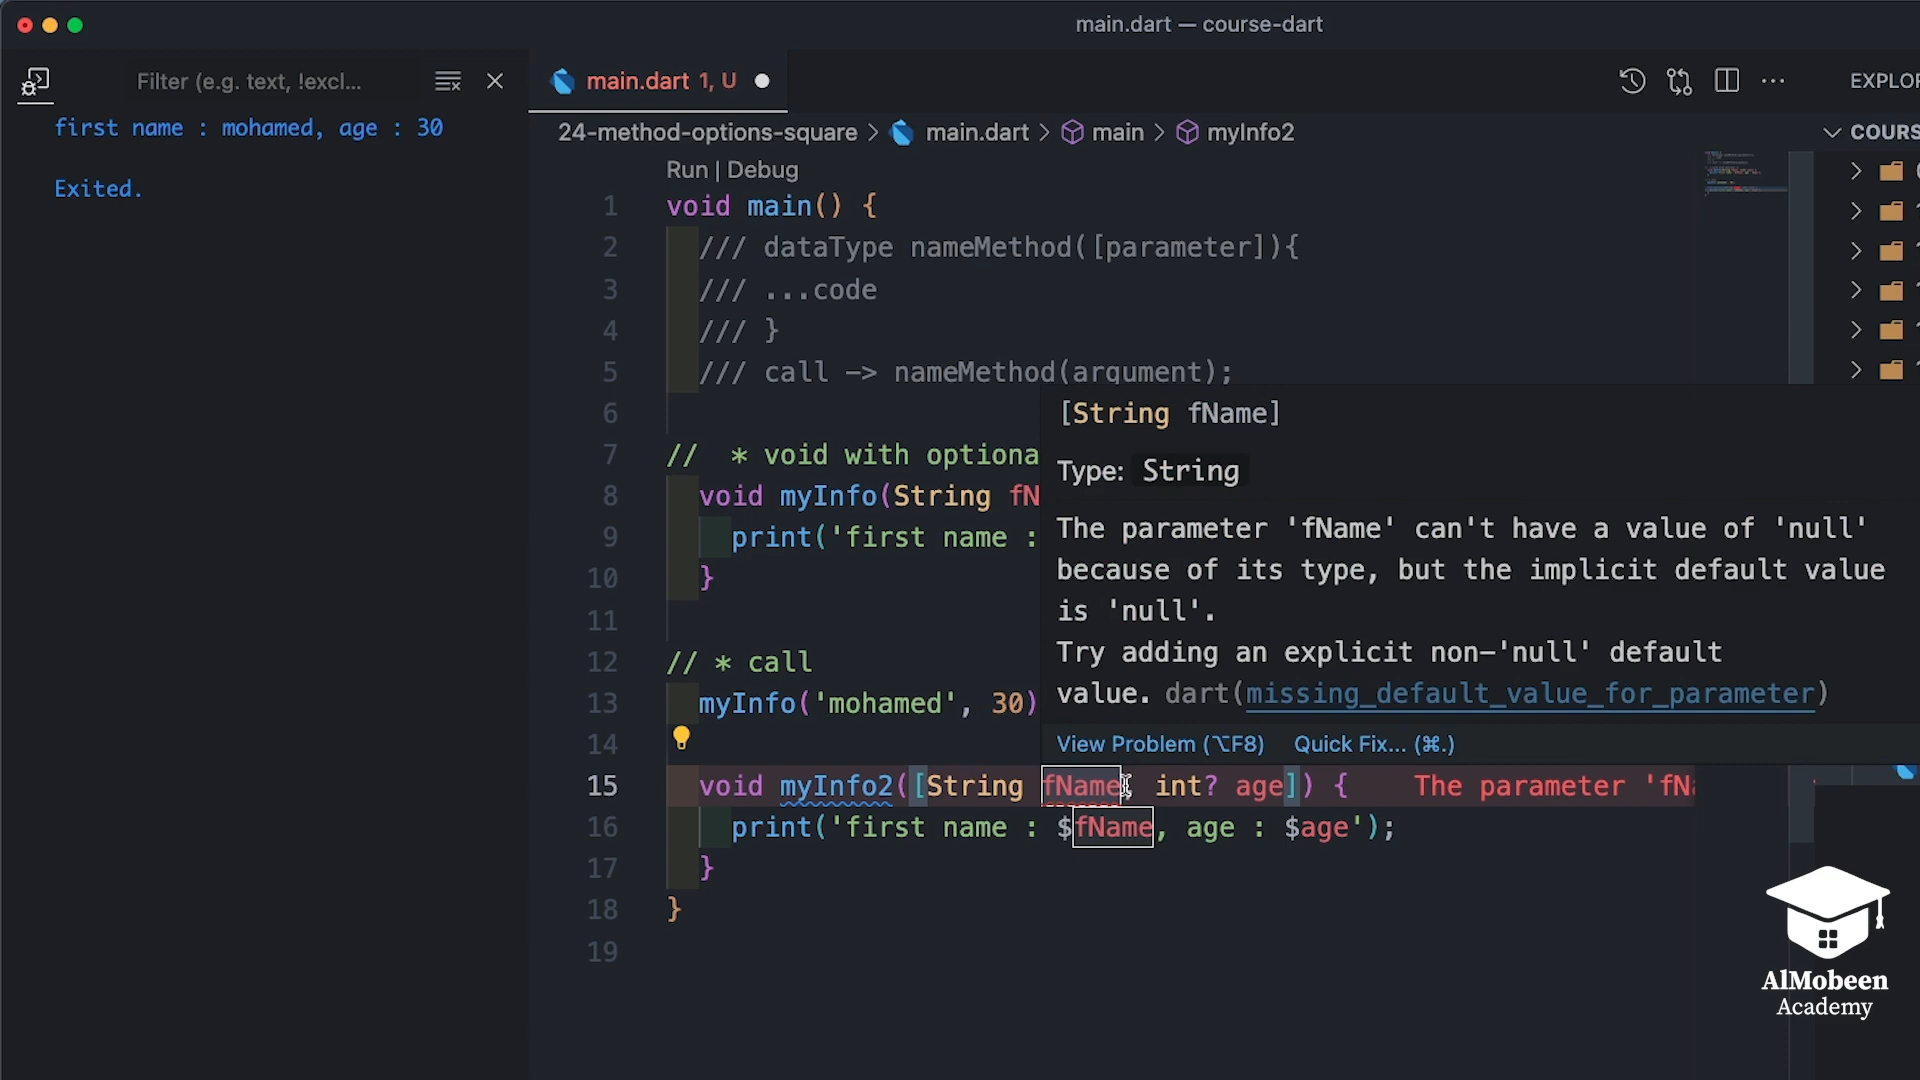 main.dart — course-dart
Filter (e.g. text, !excl...
main.dart 1, U
EXPLOR
first name : mohamed, age : 30
Exited.
24-method-options-square > main.dart > main > myInfo2
COURS
Run | Debug
1 void main() {
2 /// dataType nameMethod([parameter]){
3 /// ...code
4 /// }
5 /// call -> nameMethod(argument);
6
7 // * void with optiona
8 void myInfo(String fN
9 print('first name :
10 }
11
12 // * call
13 myInfo('mohamed', 30)
14
15 void myInfo2([String fName, int? age]) { The parameter 'fNa
16 print('first name : $fName, age : $age');
17 }
18 }
19
[String fName]
Type: String
The parameter 'fName' can't have a value of 'null'
because of its type, but the implicit default value
is 'null'.
Try adding an explicit non-'null' default
value. dart(missing_default_value_for_parameter)
View Problem (⌥F8) Quick Fix... (⌘.)
AlMobeen
Academy